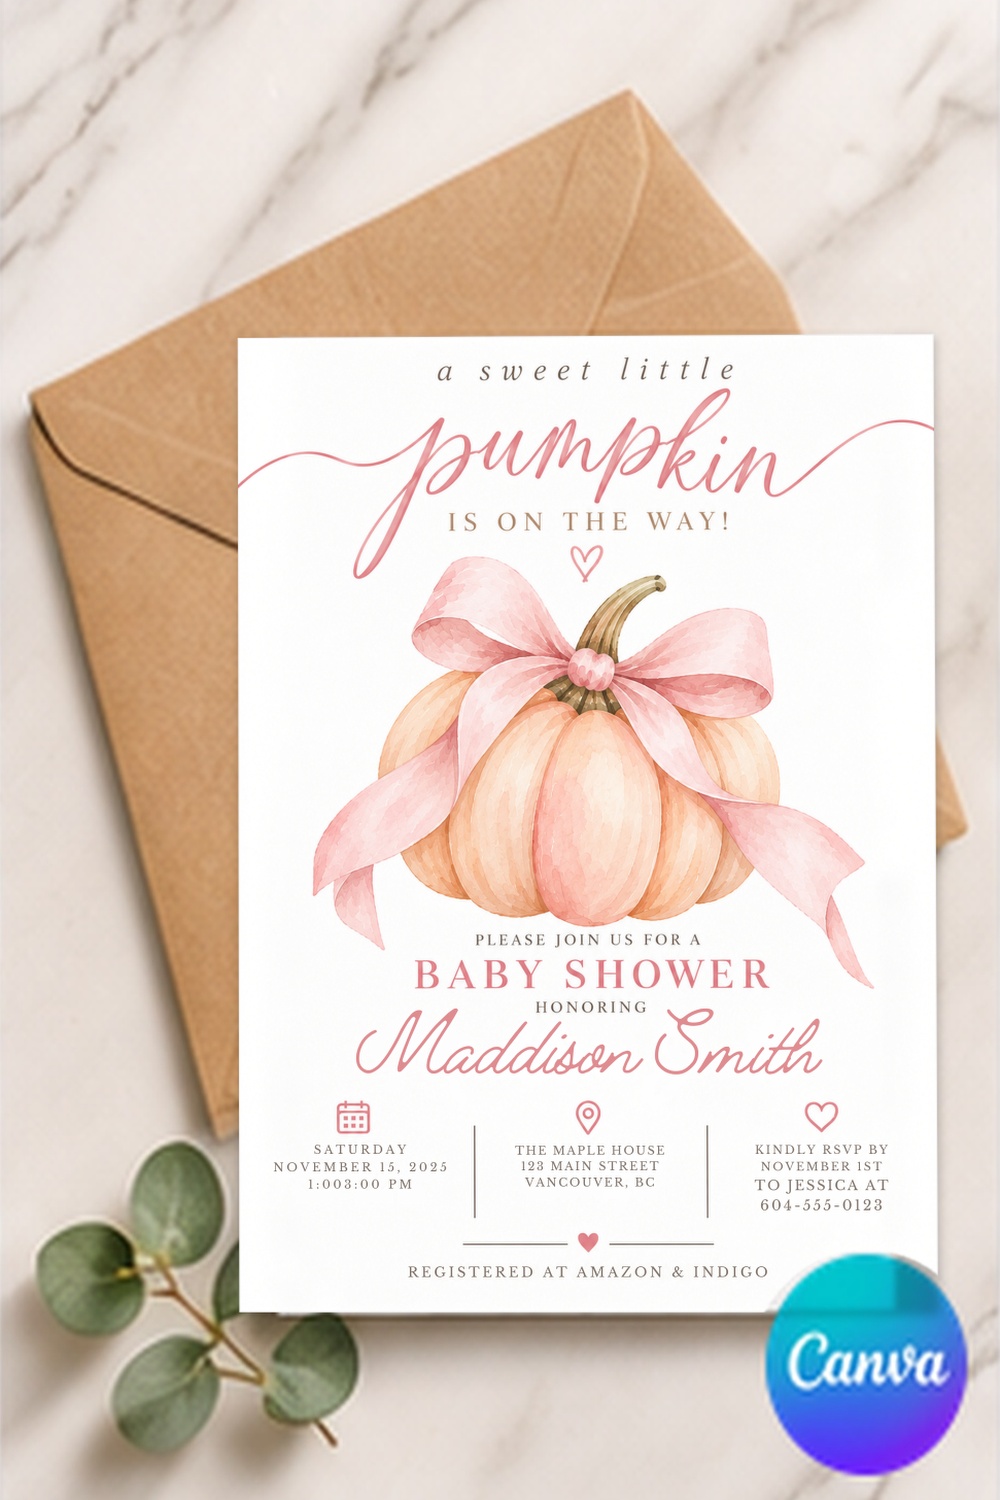 a sweet little
pumpkin
IS ON THE WAY!
PLEASE JOIN US FOR A
BABY SHOWER
HONORING
Maddison Smith
SATURDAY
NOVEMBER 15, 2025
1:003:00 PM
THE MAPLE HOUSE
123 MAIN STREET
VANCOUVER, BC
KINDLY RSVP BY
NOVEMBER 1ST
TO JESSICA AT
604-555-0123
REGISTERED AT AMAZON & INDIGO
Canva